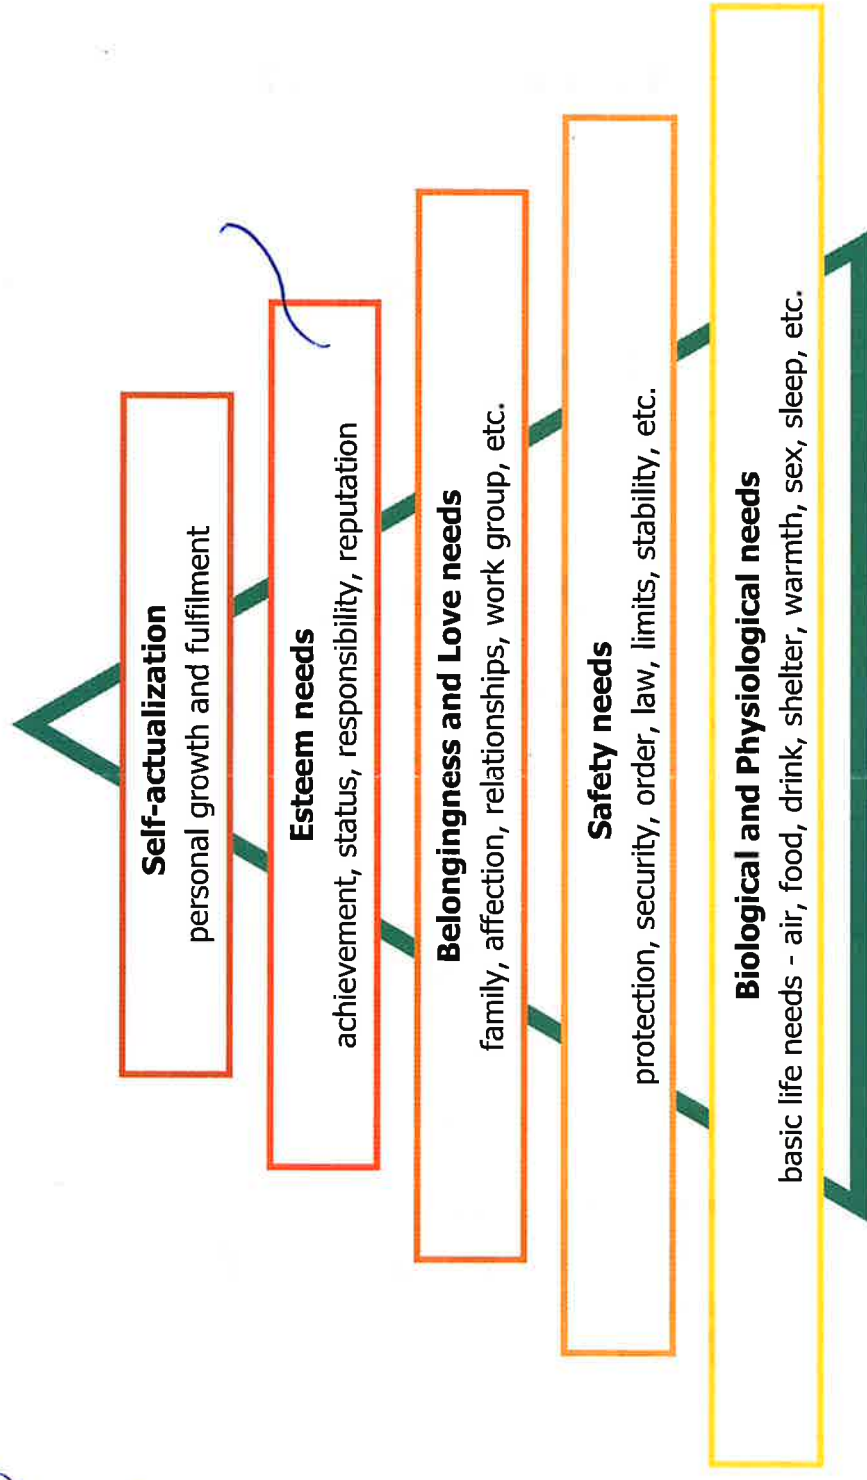 Self-actualization
personal growth and fulfilment
Esteem needs
achievement, status, responsibility, reputation
Belongingness and Love needs
family, affection, relationships, work group, etc.
Safety needs
protection, security, order, law, limits, stability, etc.
Biological and Physiological needs
basic life needs - air, food, drink, shelter, warmth, sex, sleep, etc.